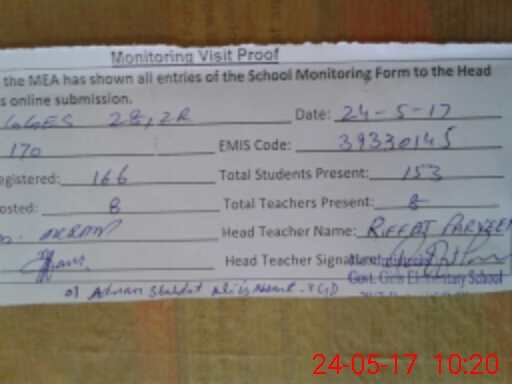 Monitoring Visit Proof
the MEA has shown all entries of the School Monitoring Form to the Head
s online submission.
GGES 28, 2R Date: 24-5-17
170 EMIS Code: 39330145
egistered: 166 Total Students Present: 153
osted: 8 Total Teachers Present: 8
AKRAM Head Teacher Name: RIFFAT PARVEEN
Head Teacher Signature:
Govt. Girls Elementary School
01 Adnan
24-05-17 10:20